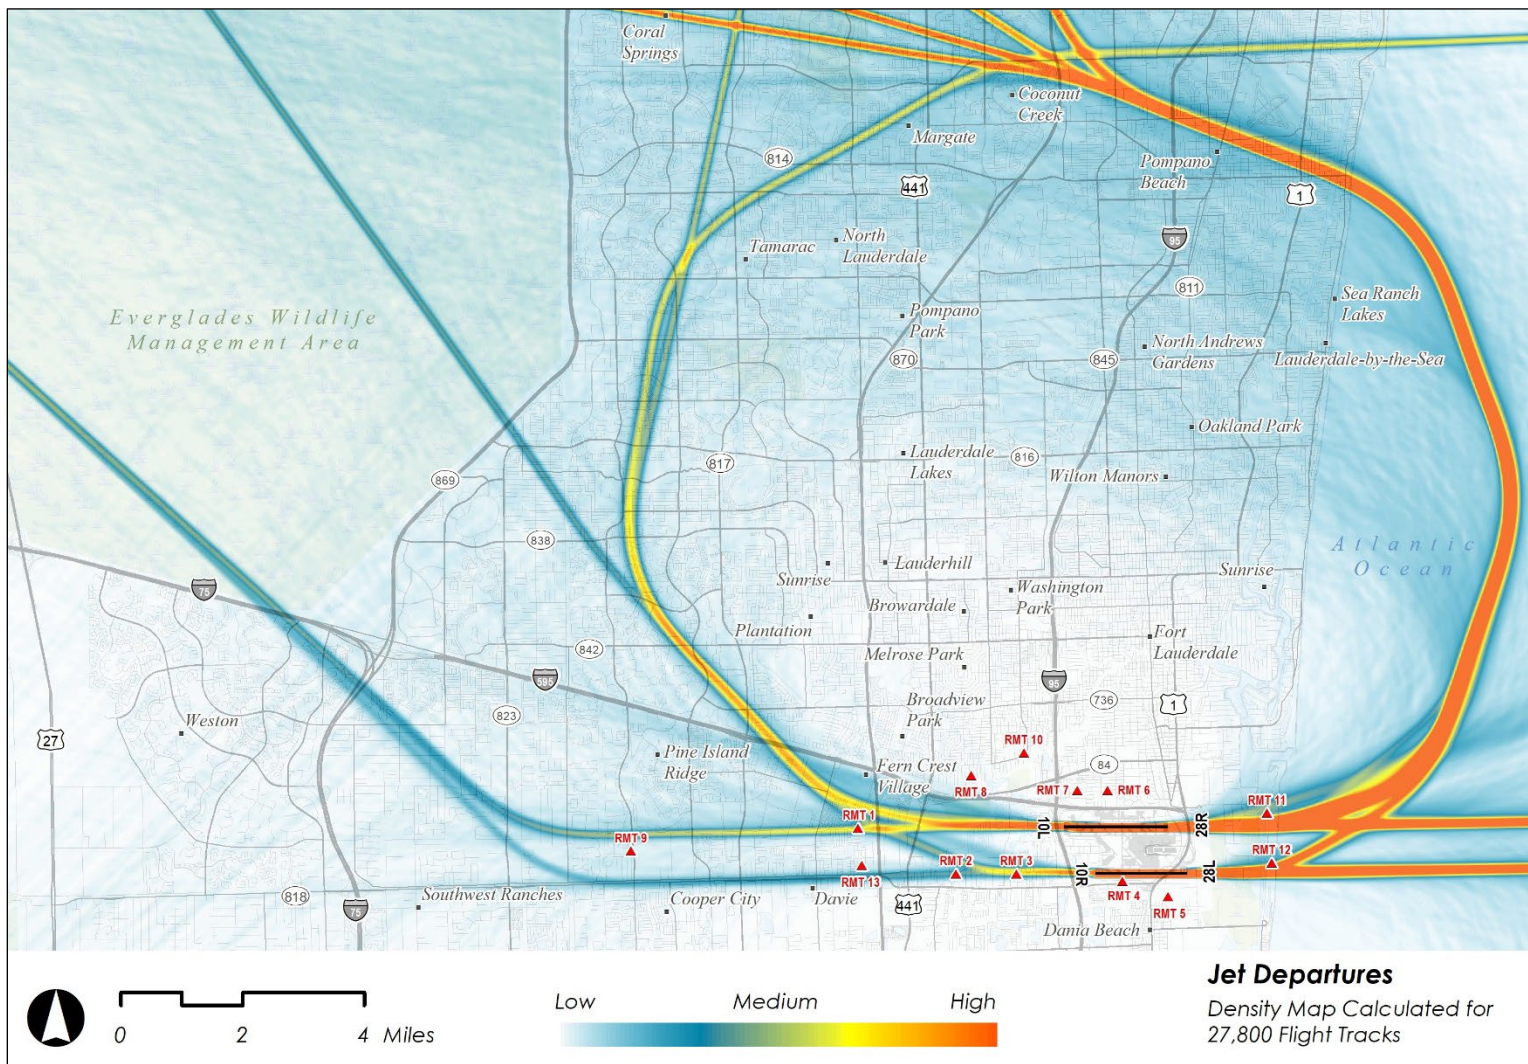 Coral
Springs
Coconut
Creek
Margate
814
Pompano
Beach
441
1
95
North
Lauderdale
Tamarac
811
Sea Ranch
Lakes
Everglades Wildlife
Management Area
Pompano
Park
North Andrews
Gardens
870
845
Lauderdale-by-the-Sea
Oakland Park
Lauderdale
Lakes
817
816
869
Wilton Manors
838
Atlantic
Ocean
Lauderhill
Sunrise
Sunrise
75
Washington
Park
Browardale
Plantation
Fort
Lauderdale
842
Melrose Park
595
95
736
1
Broadview
Park
823
Weston
27
RMT 10
Pine Island
Ridge
Fern Crest
Village
84
RMT 8
RMT 7
RMT 6
RMT 11
RMT 1
10L
28R
RMT 9
RMT 12
RMT 2
RMT 3
10R
28L
RMT 13
RMT 4
818
Southwest Ranches
Cooper City
Davie
441
RMT 5
75
Dania Beach
Jet Departures
Density Map Calculated for
27,800 Flight Tracks
Low Medium High
0 2 4 Miles